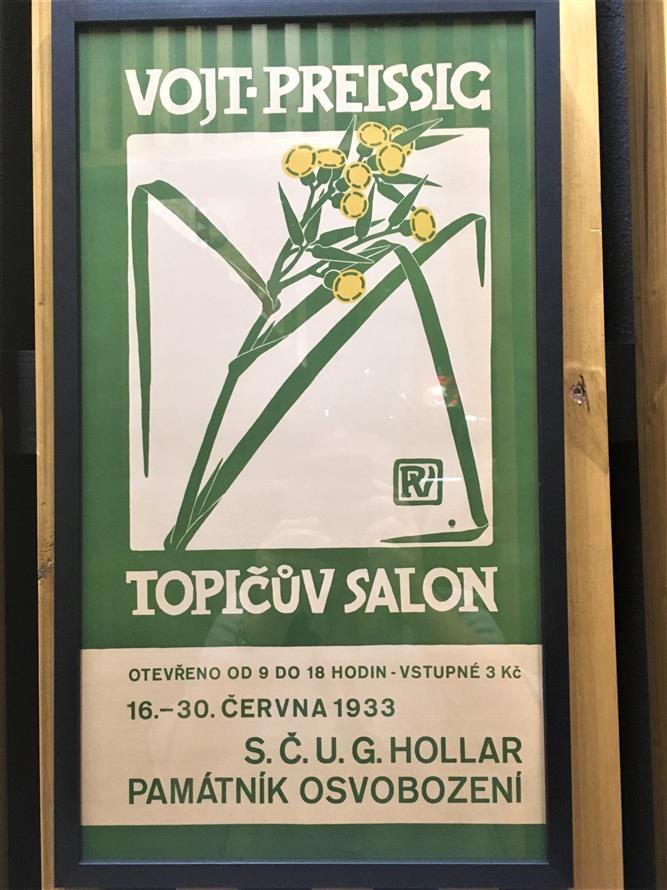 VOJT-PREISSIG
TOPIČŮV SALON
OTEVŘENO OD 9 DO 18 HODIN - VSTUPNÉ 3 Kč
16.–30. ČERVNA 1933
S.Č.U.G. HOLLAR
PAMÁTNÍK OSVOBOZENÍ